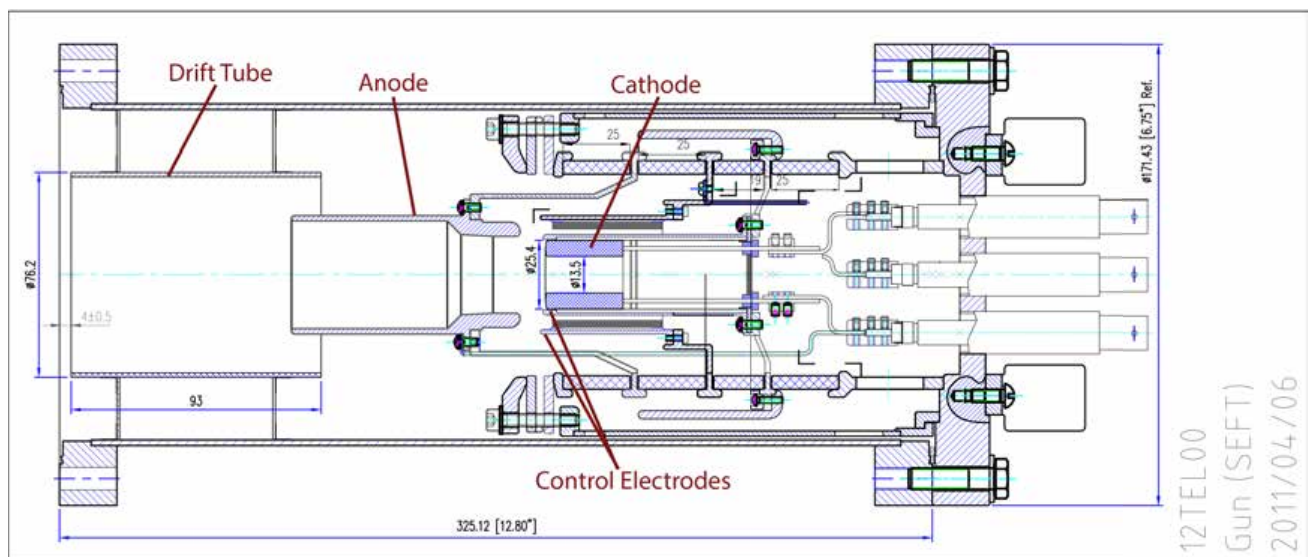 Drift Tube
Anode
Cathode
25
25
19
25
ø171.43 [6.75"] Ref.
ø76.2
ø25.4
ø13.5
4±0.5
93
Control Electrodes
325.12 [12.80"]
12TEL00
Gun (SEFT)
2011/04/06